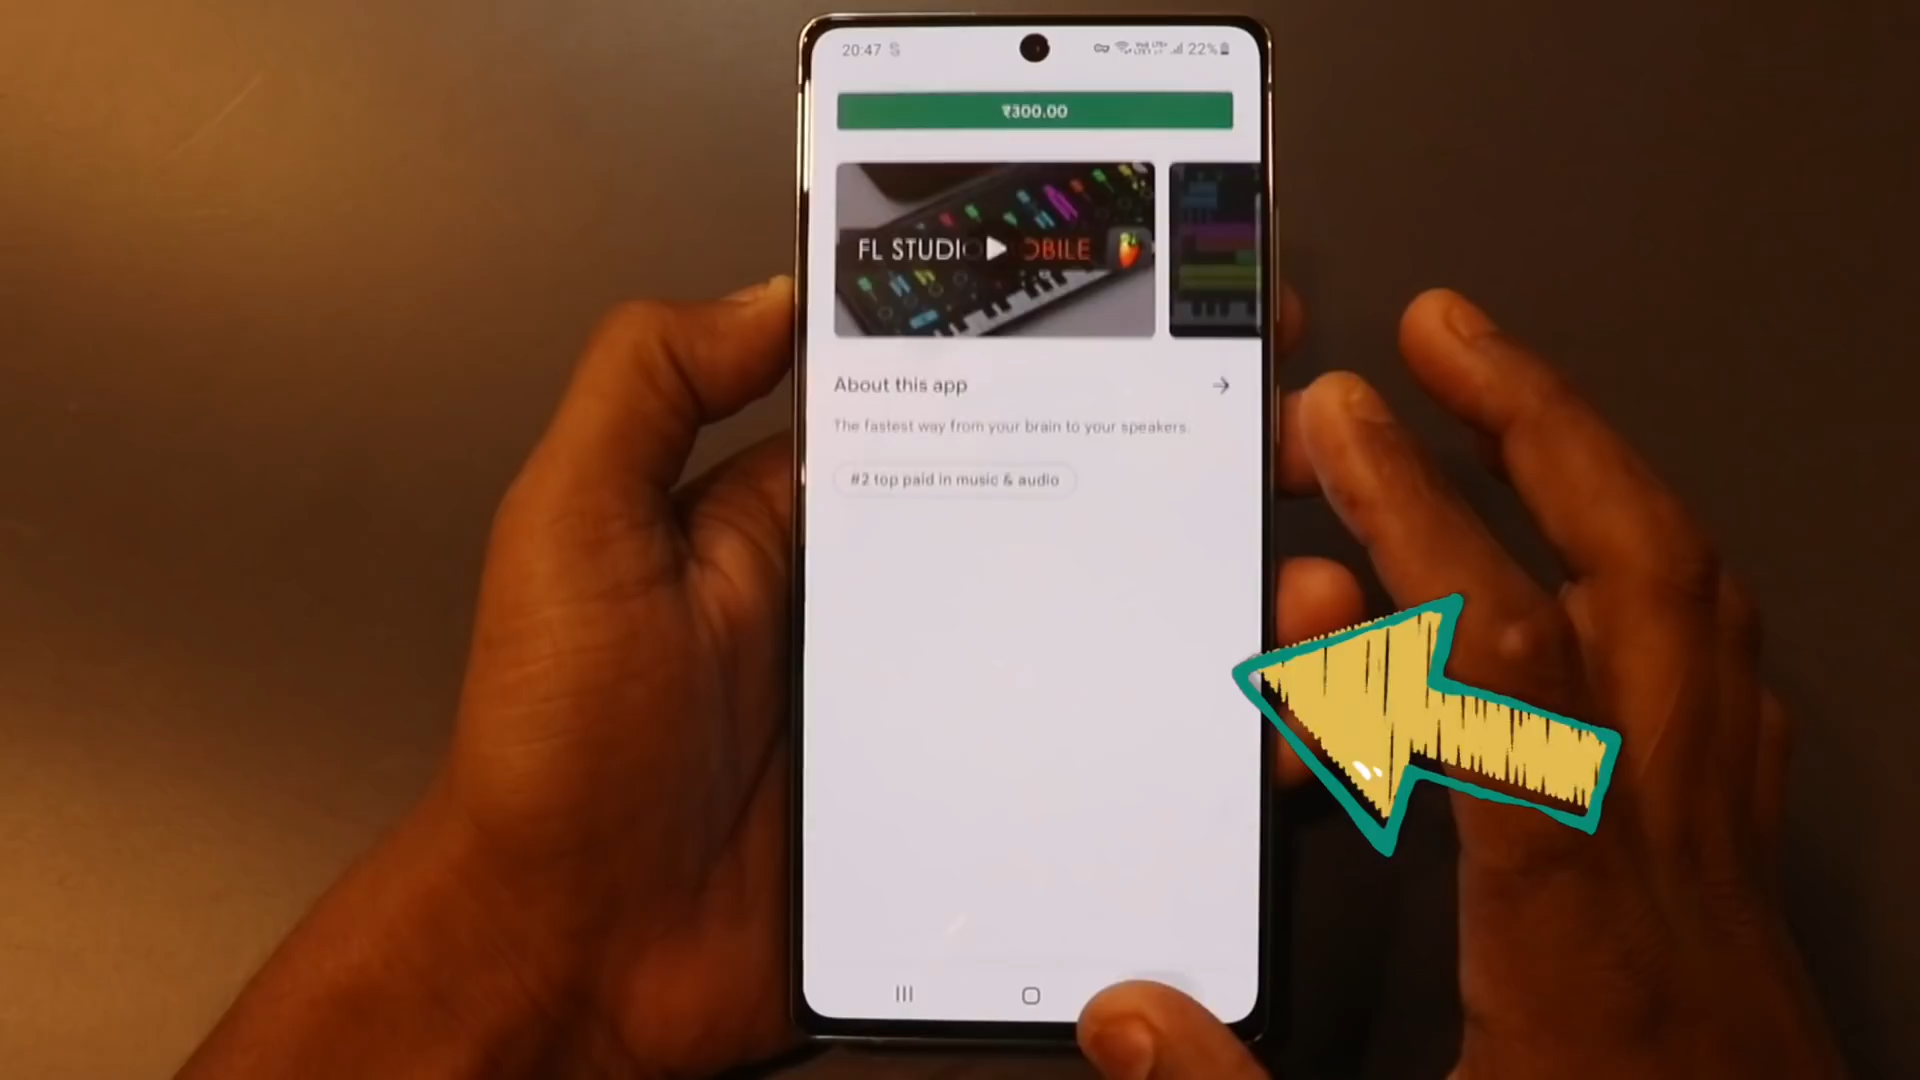 20:47 22%
₹300.00
FL STUDIO OBILE
About this app
The fastest way from your brain to your speakers.
#2 top paid in music & audio